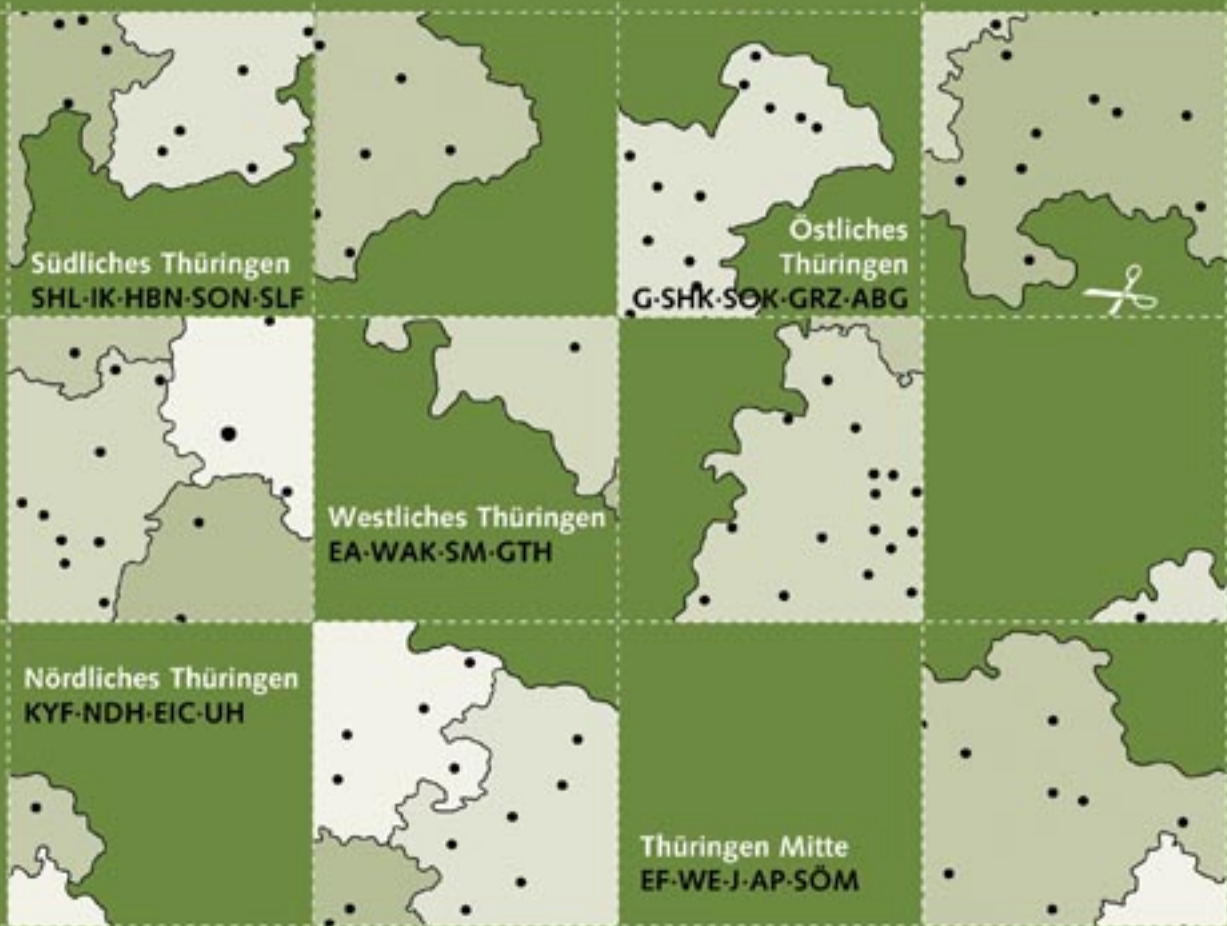 Südliches Thüringen
SHL·IK·HBN·SON·SLF
Östliches
Thüringen
G·SHK·SOK·GRZ·ABG
Westliches Thüringen
EA·WAK·SM·GTH
Nördliches Thüringen
KYF·NDH·EIC·UH
Thüringen Mitte
EF·WE·J·AP·SÖM